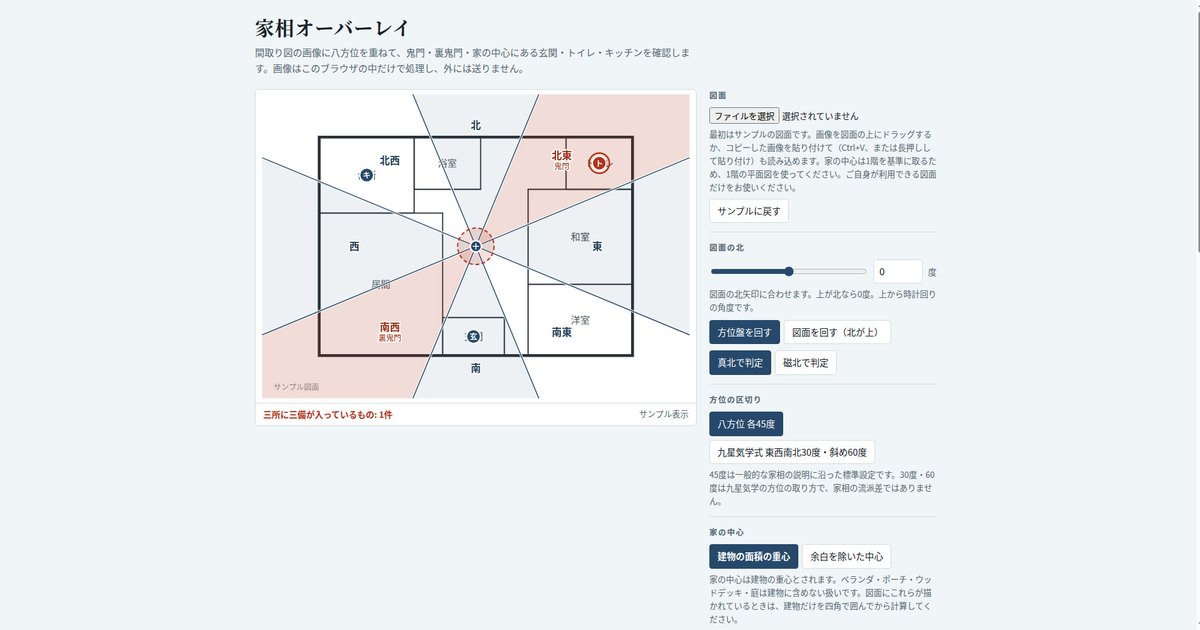 家相オーバーレイ
間取り図の画像に八方位を重ねて、鬼門・裏鬼門・家の中心にある玄関・トイレ・キッチンを確認しま
す。画像はこのブラウザの中だけで処理し、外には送りません。
北
北西
浴室
北東
鬼門
ト
キ
西
和室
東
居間
中
南西
裏鬼門
玄
洋室
南東
南
サンプル図面
三所に三備が入っているもの: 1件
サンプル表示
図面
ファイルを選択 選択されていません
最初はサンプルの図面です。画像を図面の上にドラッグする
か、コピーした画像を貼り付けて（Ctrl+V、または長押しし
て貼り付け）も読み込めます。家の中心は1階を基準に取るた
め、1階の平面図を使ってください。ご自身が利用できる図面
だけをお使いください。
サンプルに戻す
図面の北
0 度
図面の北矢印に合わせます。上が北なら0度。上から時計回り
の角度です。
方位盤を回す 図面を回す（北が上）
真北で判定 磁北で判定
方位の区切り
八方位 各45度
九星気学式 東西南北30度・斜め60度
45度は一般的な家相の説明に沿った標準設定です。30度・60
度は九星気学の方位の取り方で、家相の流派差ではありませ
ん。
家の中心
建物の面積の重心 余白を除いた中心
家の中心は建物の重心とされます。ベランダ・ポーチ・ウッ
ドデッキ・庭は建物に含めない扱いです。図面にこれらが描
かれているときは、建物だけを四角で囲んでから計算してく
ださい。